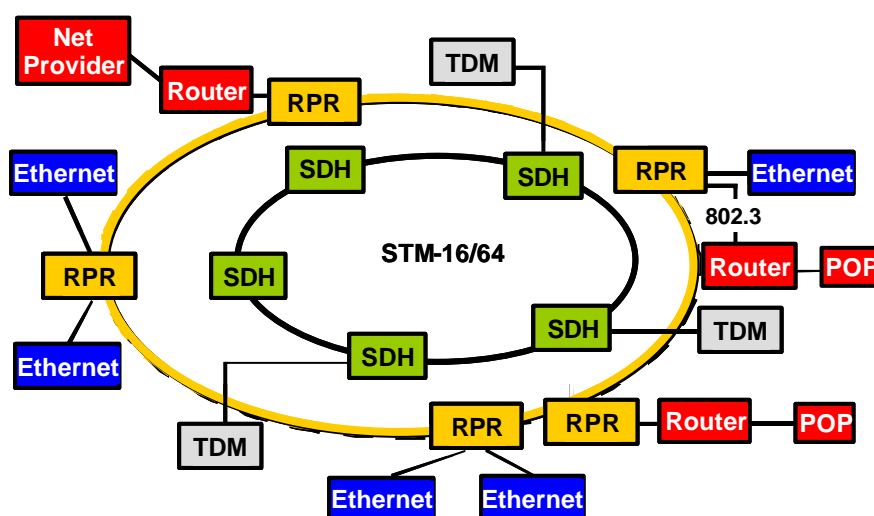 Net
Provider
TDM
Router
RPR
SDH
SDH
RPR
Ethernet
Ethernet
802.3
STM-16/64
RPR
SDH
Router
POP
SDH
TDM
SDH
Ethernet
RPR
RPR
Router
POP
TDM
Ethernet
Ethernet